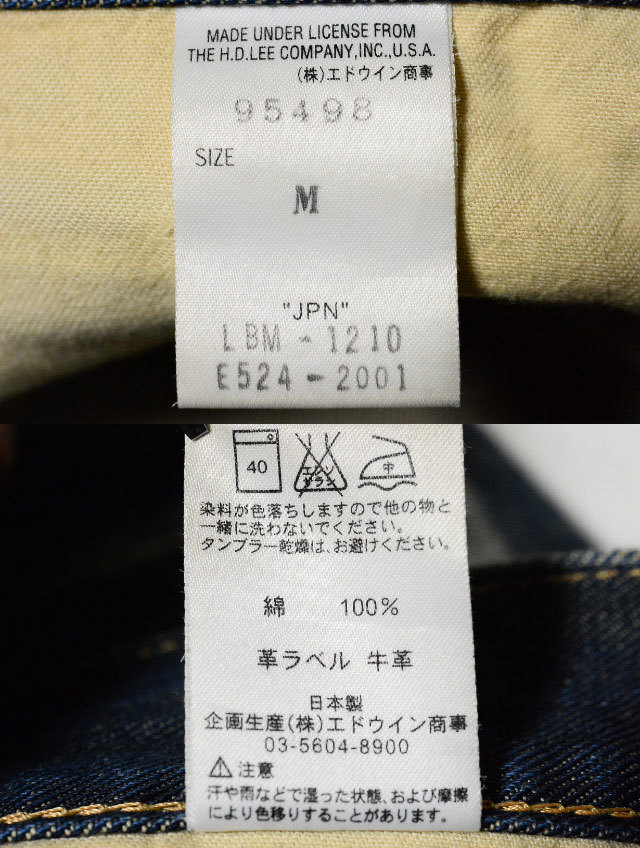 MADE UNDER LICENSE FROM
THE H.D.LEE COMPANY,INC.,U.S.A.
(株)エドウイン商事
95498
SIZE
M
"JPN"
LBM-1210
E524-2001
40
エンソ
サラシ
中
染料が色落ちしますので他の物と
一緒に洗わないでください。
タンブラー乾燥は、お避けください。
綿 100%
革ラベル 牛革
日本製
企画生産(株)エドウイン商事
03-5604-8900
注意
汗や雨などで湿った状態、および摩擦
により色移りすることがあります。